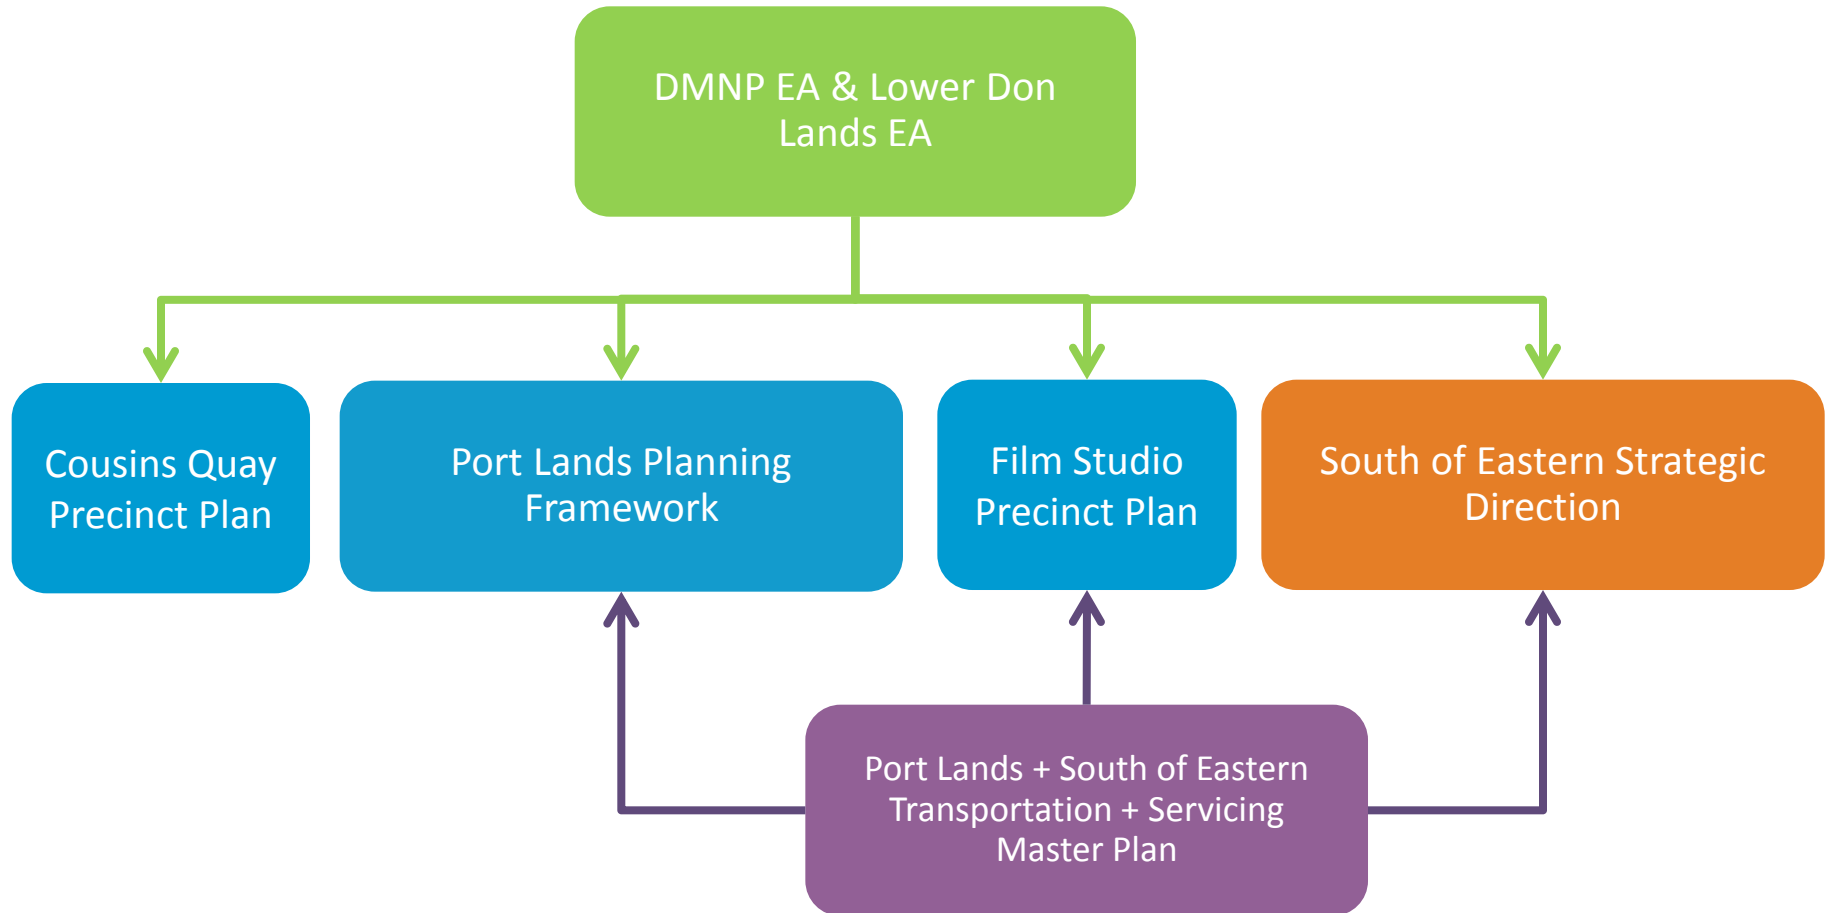 DMNP EA & Lower Don
Lands EA
Cousins Quay
Precinct Plan
Port Lands Planning
Framework
Film Studio
Precinct Plan
South of Eastern Strategic
Direction
Port Lands + South of Eastern
Transportation + Servicing
Master Plan